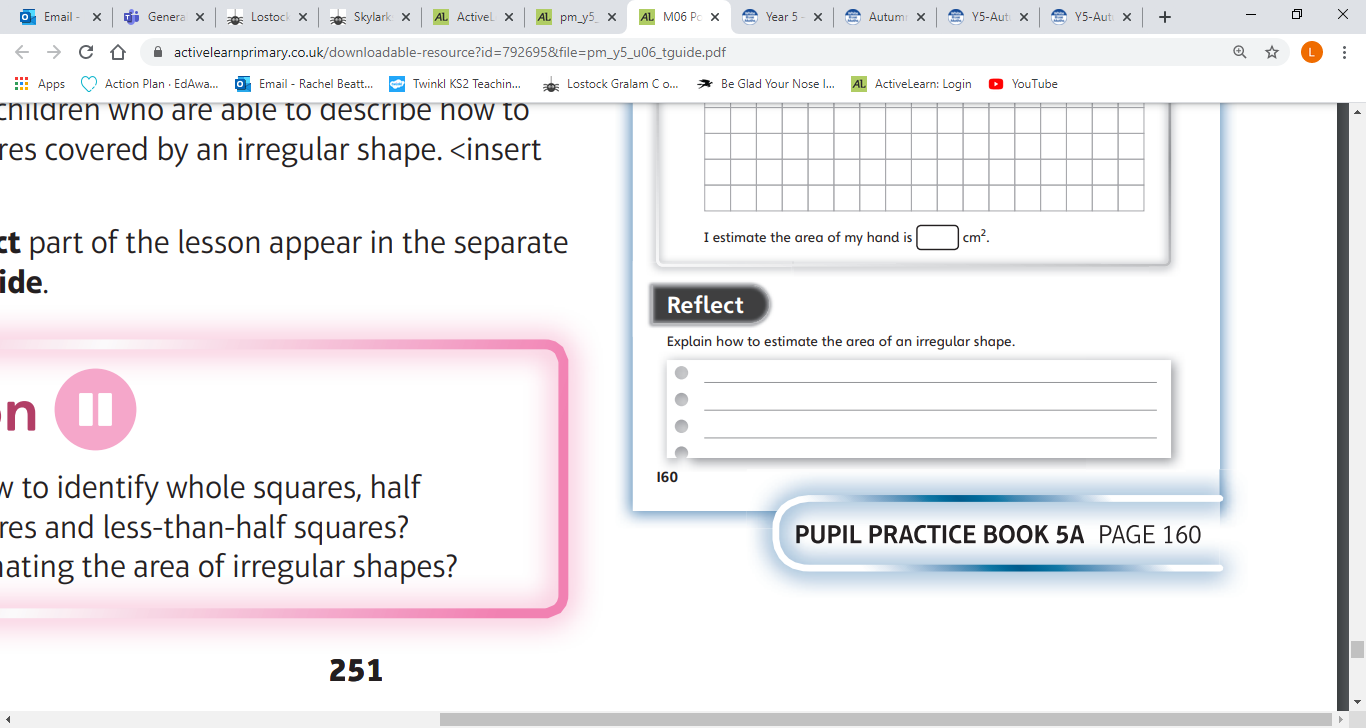 Email -
Genera
Lostock
Skylark
ActiveL
pm_y5_
M06 Po
Year 5 -
Autumn
Y5-Aut
Y5-Aut
activelearnprimary.co.uk/downloadable-resource?id=792695&file=pm_y5_u06_tguide.pdf
L
Apps
Action Plan · EdAwa...
Email - Rachel Beatt...
Twinkl KS2 Teachin...
Lostock Gralam C o...
Be Glad Your Nose I...
ActiveLearn: Login
YouTube
children who are able to describe how to
res covered by an irregular shape. <insert
ct part of the lesson appear in the separate
ide.
on
w to identify whole squares, half
res and less-than-half squares?
nating the area of irregular shapes?
251
I estimate the area of my hand is cm².
Reflect
Explain how to estimate the area of an irregular shape.
160
PUPIL PRACTICE BOOK 5A PAGE 160